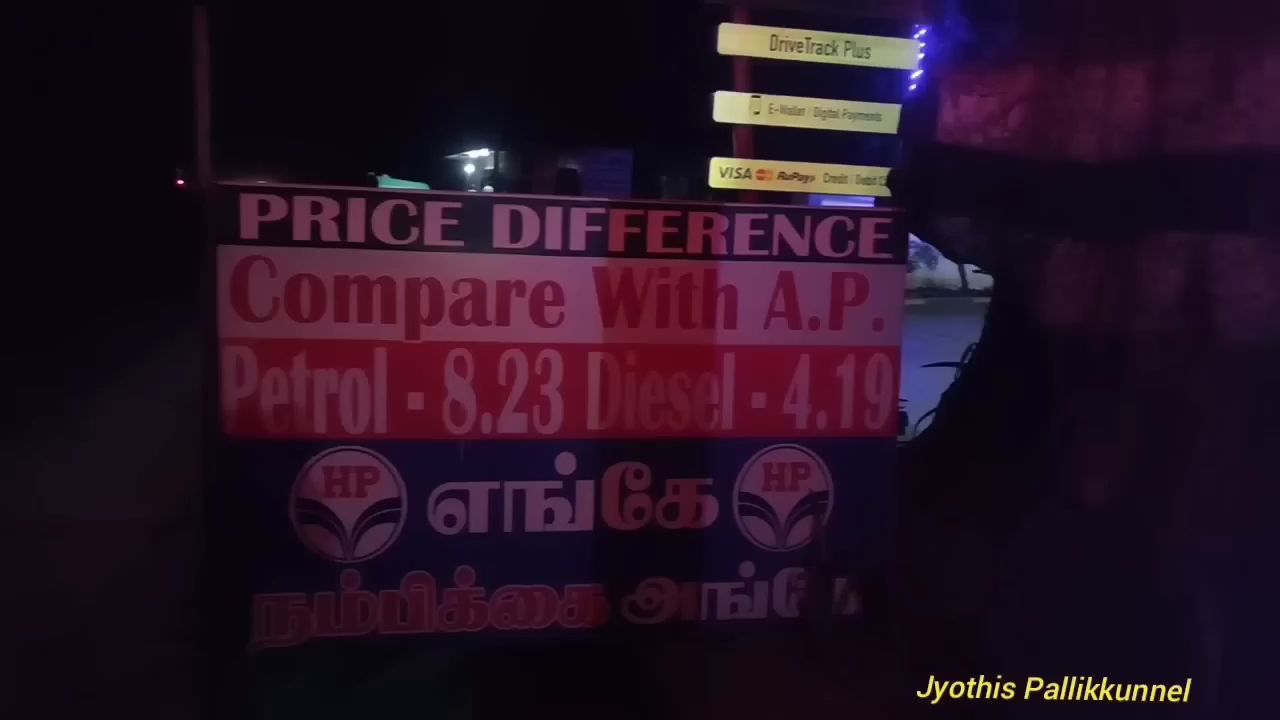 DriveTrack Plus
E-Wallet / Digital Payments
VISA RuPay Credit / Debit
PRICE DIFFERENCE
Compare With A.P.
Petrol - 8.23 Diesel - 4.19
HP எங்கே HP
நம்பிக்கை அங்கே
Jyothis Pallikkunnel